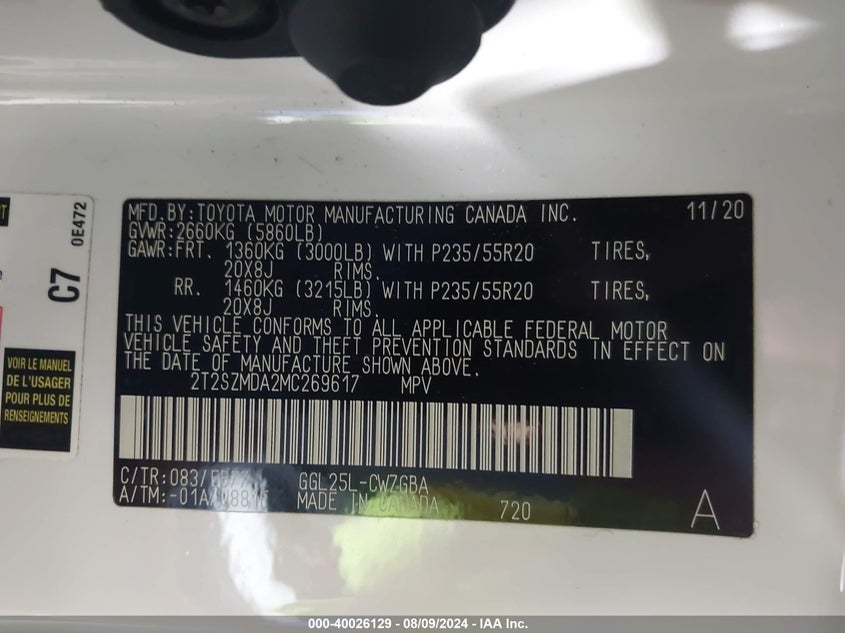 MFD.BY:TOYOTA MOTOR MANUFACTURING CANADA INC. 11/20
GVWR:2660KG (5860LB)
GAWR:FRT. 1360KG (3000LB) WITH P235/55R20 TIRES,
20X8J RIMS.
RR. 1460KG (3215LB) WITH P235/55R20 TIRES,
20X8J RIMS.
THIS VEHICLE CONFORMS TO ALL APPLICABLE FEDERAL MOTOR
VEHICLE SAFETY AND THEFT PREVENTION STANDARDS IN EFFECT ON
THE DATE OF MANUFACTURE SHOWN ABOVE.
2T2SZMDA2MC269617 MPV
GGL25L-CWZGBA
MADE IN CANADA 720 A
C/TR:
A/TM:
C7
0E472
VOIR LE MANUEL
DE L'USAGER
POUR PLUS DE
RENSEIGNEMENTS
000-40026129 - 08/09/2024 - IAA Inc.